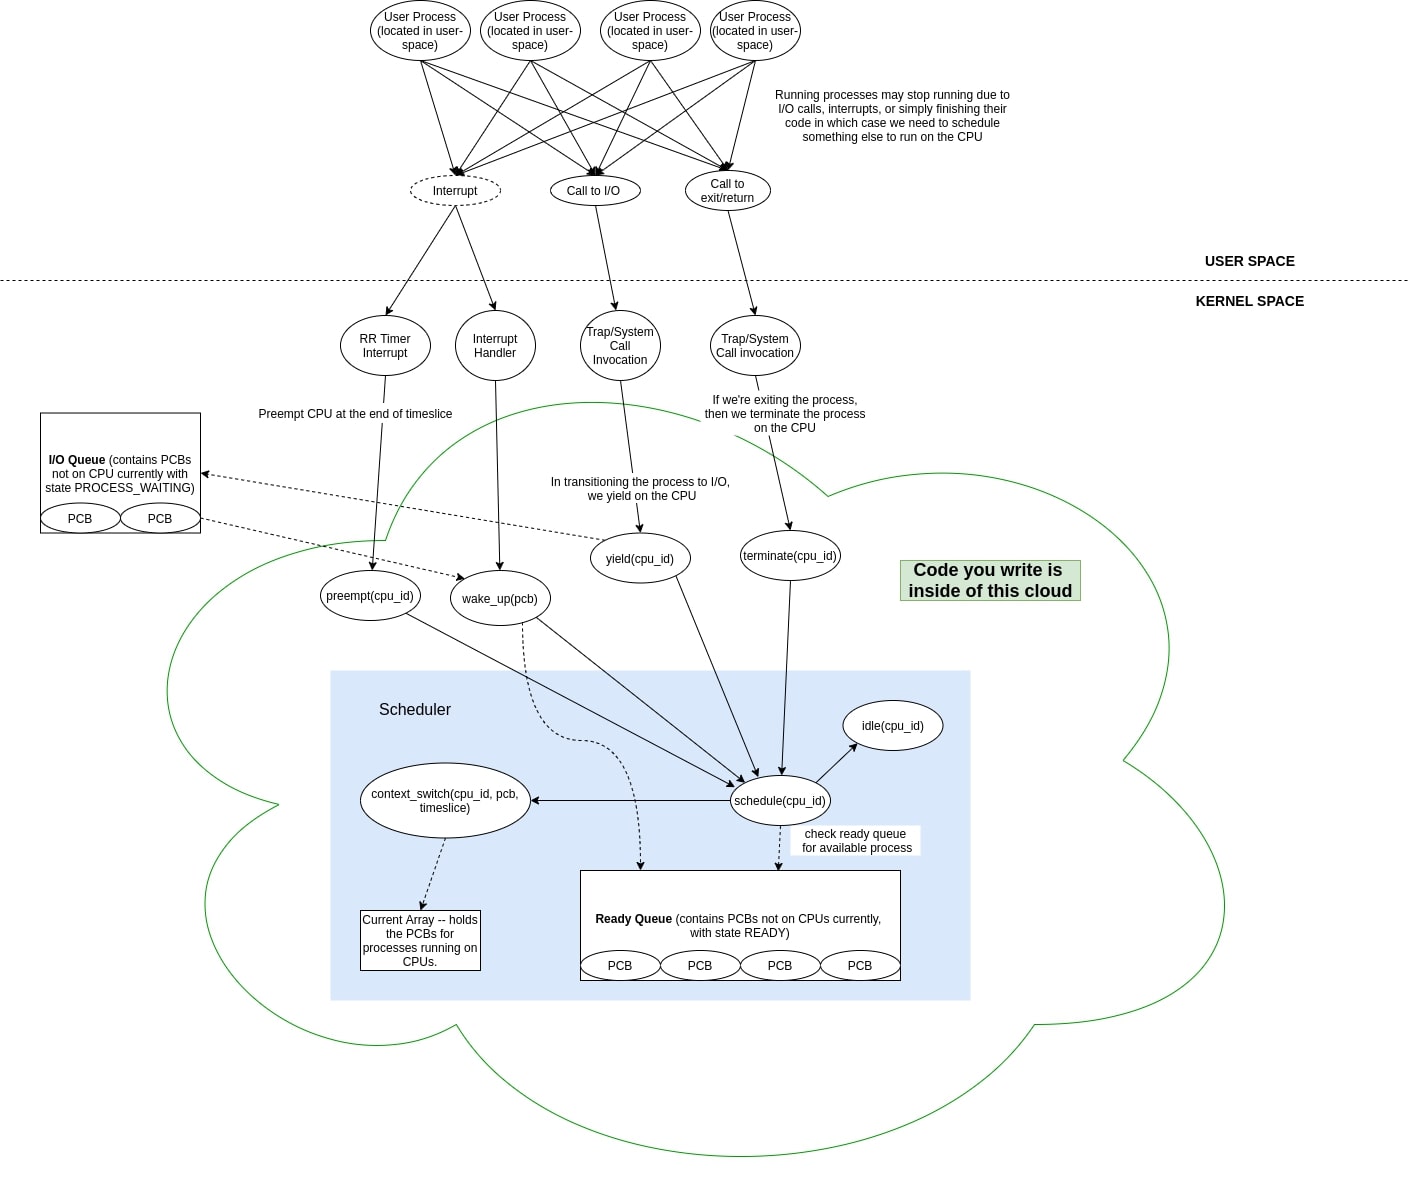 User Process
(located in user-
space)
User Process
(located in user-
space)
User Process
(located in user-
space)
User Process
(located in user-
space)
Running processes may stop running due to
I/O calls, interrupts, or simply finishing their
code in which case we need to schedule
something else to run on the CPU
Interrupt
Call to I/O
Call to
exit/return
USER SPACE
KERNEL SPACE
RR Timer
Interrupt
Interrupt
Handler
Trap/System
Call
Invocation
Trap/System
Call invocation
Preempt CPU at the end of timeslice
If we're exiting the process,
then we terminate the process
on the CPU
I/O Queue (contains PCBs
not on CPU currently with
state PROCESS_WAITING)
PCB
PCB
In transitioning the process to I/O,
we yield on the CPU
yield(cpu_id)
terminate(cpu_id)
Code you write is
inside of this cloud
preempt(cpu_id)
wake_up(pcb)
Scheduler
idle(cpu_id)
context_switch(cpu_id, pcb,
timeslice)
schedule(cpu_id)
check ready queue
for available process
Current Array -- holds
the PCBs for
processes running on
CPUs.
Ready Queue (contains PCBs not on CPUs currently,
with state READY)
PCB
PCB
PCB
PCB